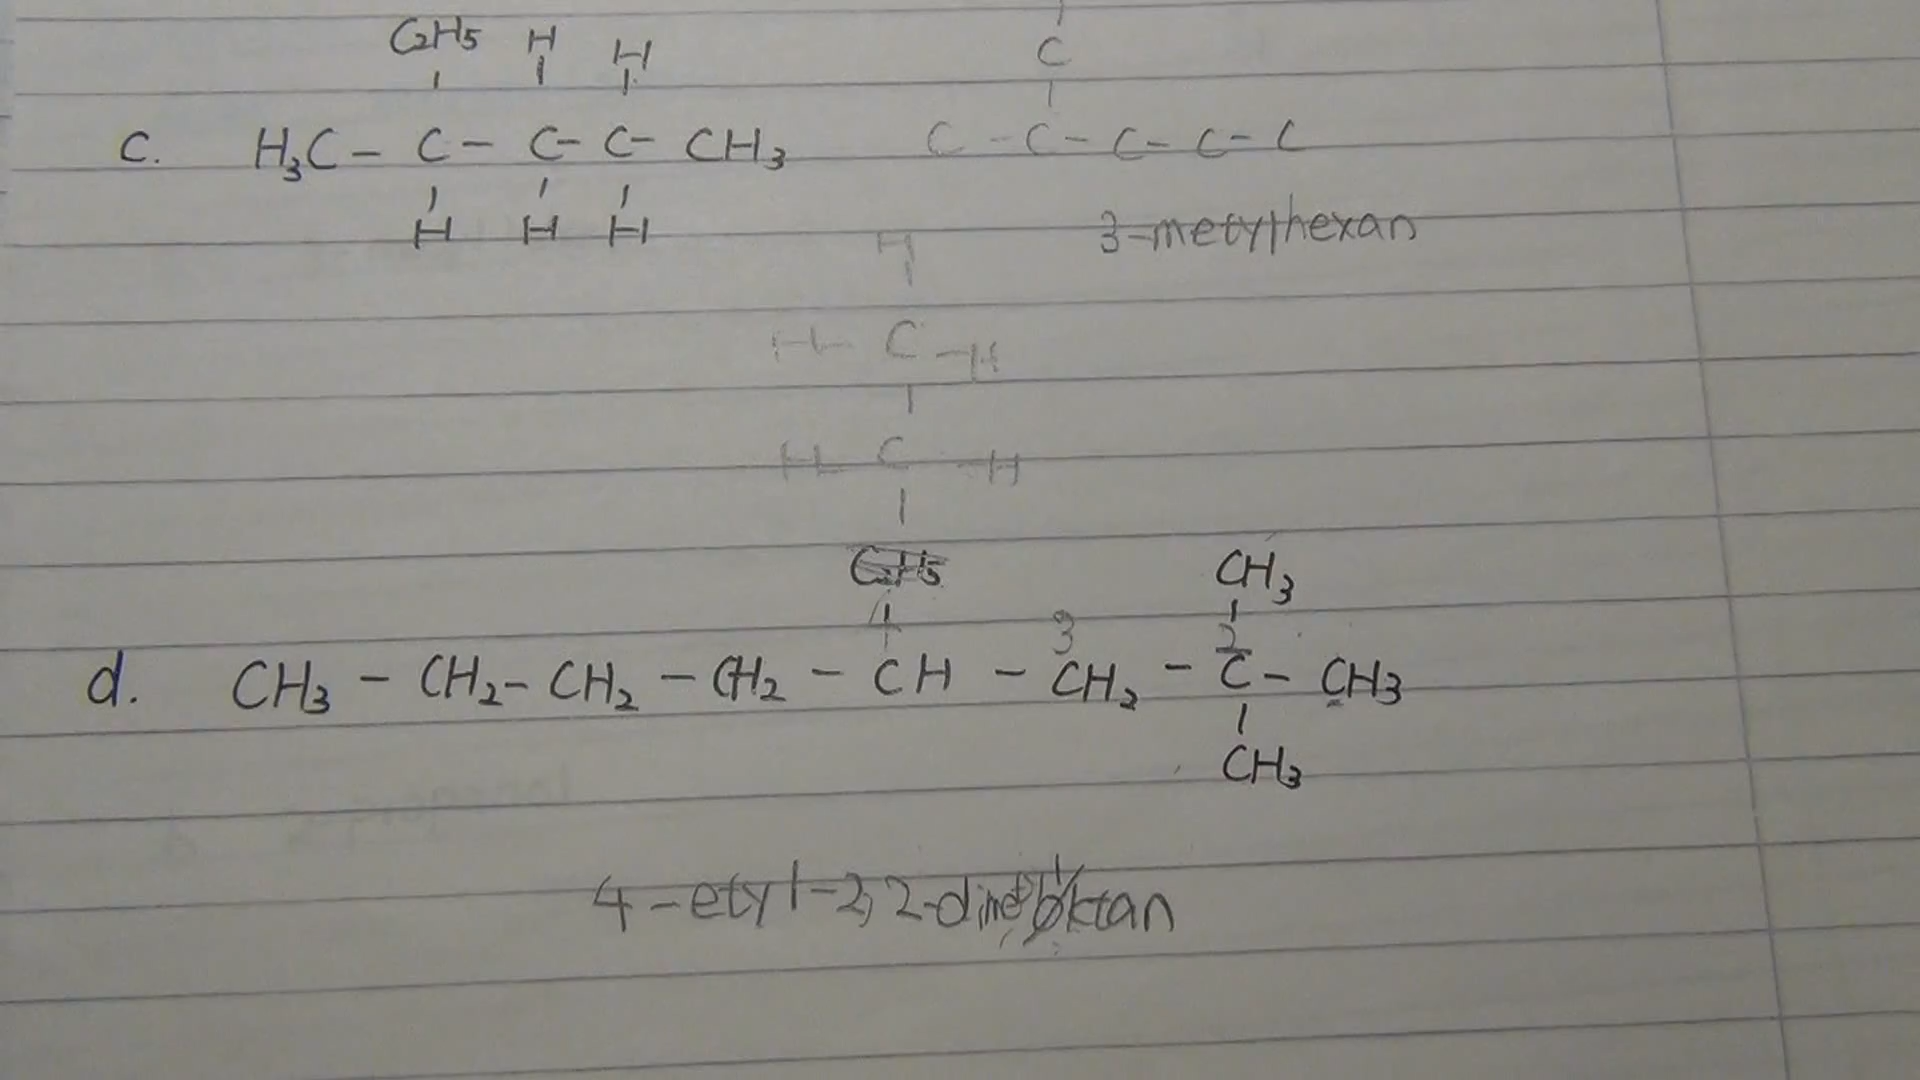 C2H5 H H
C
c. H3C - C - C - C - CH3
C - C - C - C - C
H H H
3-metylhexan
H
H - C - H
H - C - H
C2H5 CH3
4 3 2
d. CH3 - CH2 - CH2 - CH2 - CH - CH2 - C - CH3
CH3
4-etyl-2,2-dimetyloktan